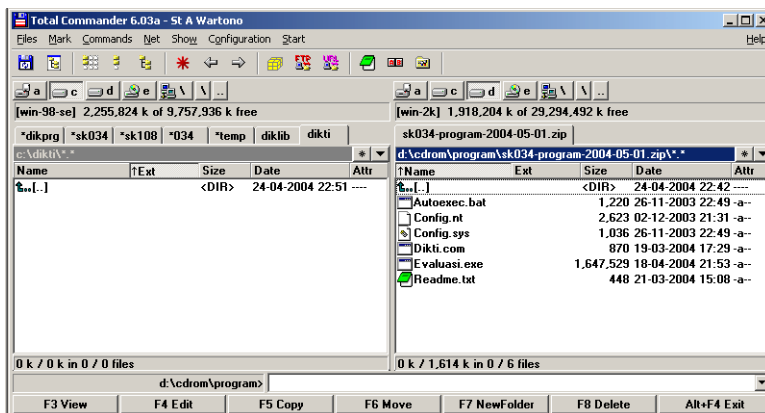 Total Commander 6.03a - St A Wartono
Files Mark Commands Net Show Configuration Start Help
FTP
a c d e \ \ ..
a c d e \ \ ..
[win-98-se] 2,255,824 k of 9,757,936 k free
[win-2k] 1,918,204 k of 29,294,492 k free
*dikprg *sk034 *sk108 *034 *temp diklib dikti
sk034-program-2004-05-01.zip
c:\dikti\*.* *
d:\cdrom\program\sk034-program-2004-05-01.zip\*.* *
Name ↑Ext Size Date Attr
[..] <DIR> 24-04-2004 22:51 ----
0 k / 0 k in 0 / 0 files
↑Name Ext Size Date Attr
[..] <DIR> 24-04-2004 22:42 ----
Autoexec.bat 1,220 26-11-2003 22:49 -a--
Config.nt 2,623 02-12-2003 21:31 -a--
Config.sys 1,036 26-11-2003 22:49 -a--
Dikti.com 870 19-03-2004 17:29 -a--
Evaluasi.exe 1,647,529 18-04-2004 21:53 -a--
Readme.txt 448 21-03-2004 15:08 -a--
0 k / 1,614 k in 0 / 6 files
d:\cdrom\program>
F3 View F4 Edit F5 Copy F6 Move F7 NewFolder F8 Delete Alt+F4 Exit